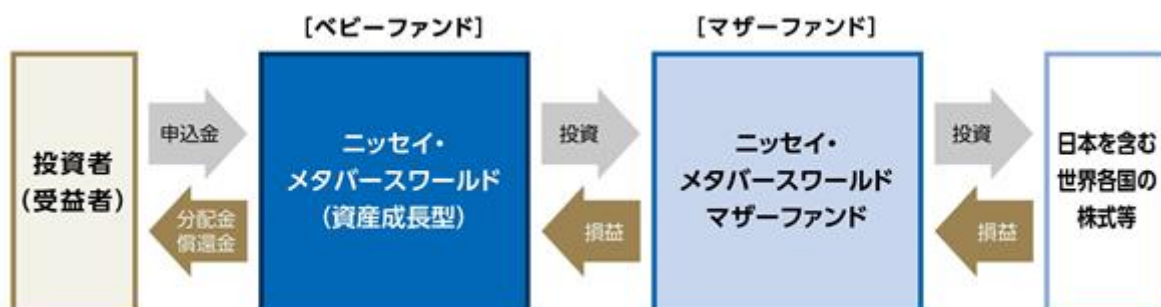 [ベビーファンド]
[マザーファンド]
投資者
(受益者)
申込金
分配金
償還金
ニッセイ・
メタバースワールド
(資産成長型)
投資
損益
ニッセイ・
メタバースワールド
マザーファンド
投資
損益
日本を含む
世界各国の
株式等